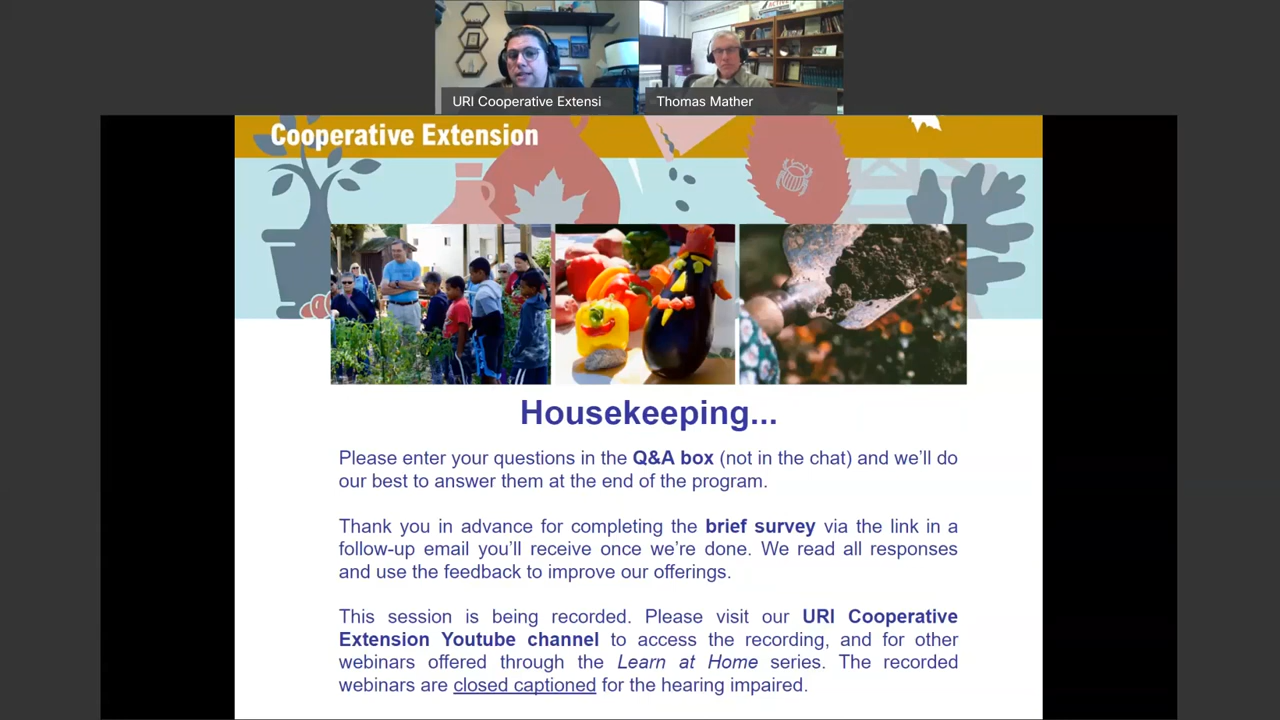 URI Cooperative Extensi
Thomas Mather
Cooperative Extension
Housekeeping...
Please enter your questions in the Q&A box (not in the chat) and we’ll do
our best to answer them at the end of the program.
Thank you in advance for completing the brief survey via the link in a
follow-up email you’ll receive once we’re done. We read all responses
and use the feedback to improve our offerings.
This session is being recorded. Please visit our URI Cooperative
Extension Youtube channel to access the recording, and for other
webinars offered through the Learn at Home series. The recorded
webinars are closed captioned for the hearing impaired.